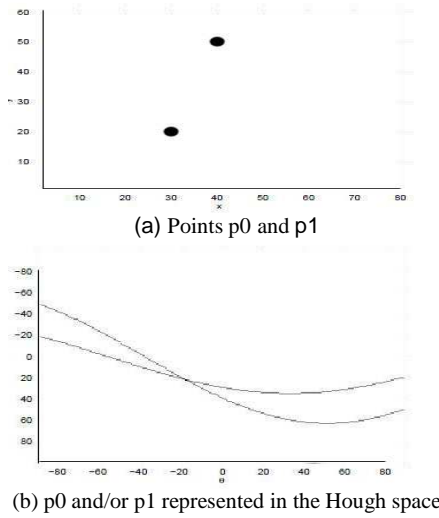 60
50
40
30
20
10
10 20 30 40 50 60 70 80
x
(a) Points p0 and p1
−80
−60
−40
−20
0
20
40
60
80
−80 −60 −40 −20 0 20 40 60 80
θ
(b) p0 and/or p1 represented in the Hough space